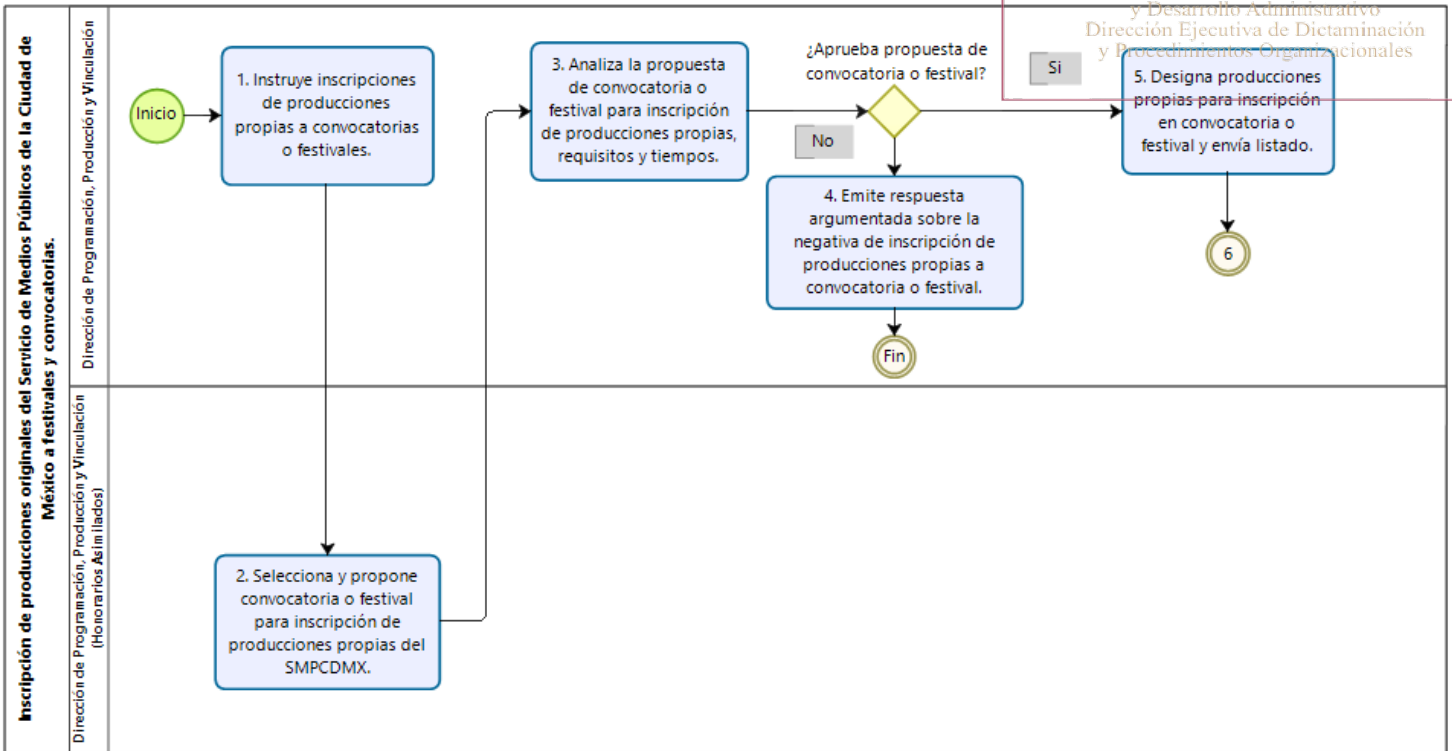 y Desarrollo Administrativo
Dirección Ejecutiva de Dictaminación
y Procedimientos Organizacionales
Inscripción de producciones originales del Servicio de Medios Públicos de la Ciudad de
México a festivales y convocatorias.
Dirección de Programación, Producción y Vinculación
Inicio
1. Instruye inscripciones
de producciones
propias a convocatorias
o festivales.
3. Analiza la propuesta
de convocatoria o
festival para inscripción
de producciones propias,
requisitos y tiempos.
¿Aprueba propuesta de
convocatoria o festival?
Si
No
5. Designa producciones
propias para inscripción
en convocatoria o
festival y envía listado.
4. Emite respuesta
argumentada sobre la
negativa de inscripción de
producciones propias a
convocatoria o festival.
6
Fin
Dirección de Programación, Producción y Vinculación
(Honorarios Asimilados)
2. Selecciona y propone
convocatoria o festival
para inscripción de
producciones propias del
SMPCDMX.